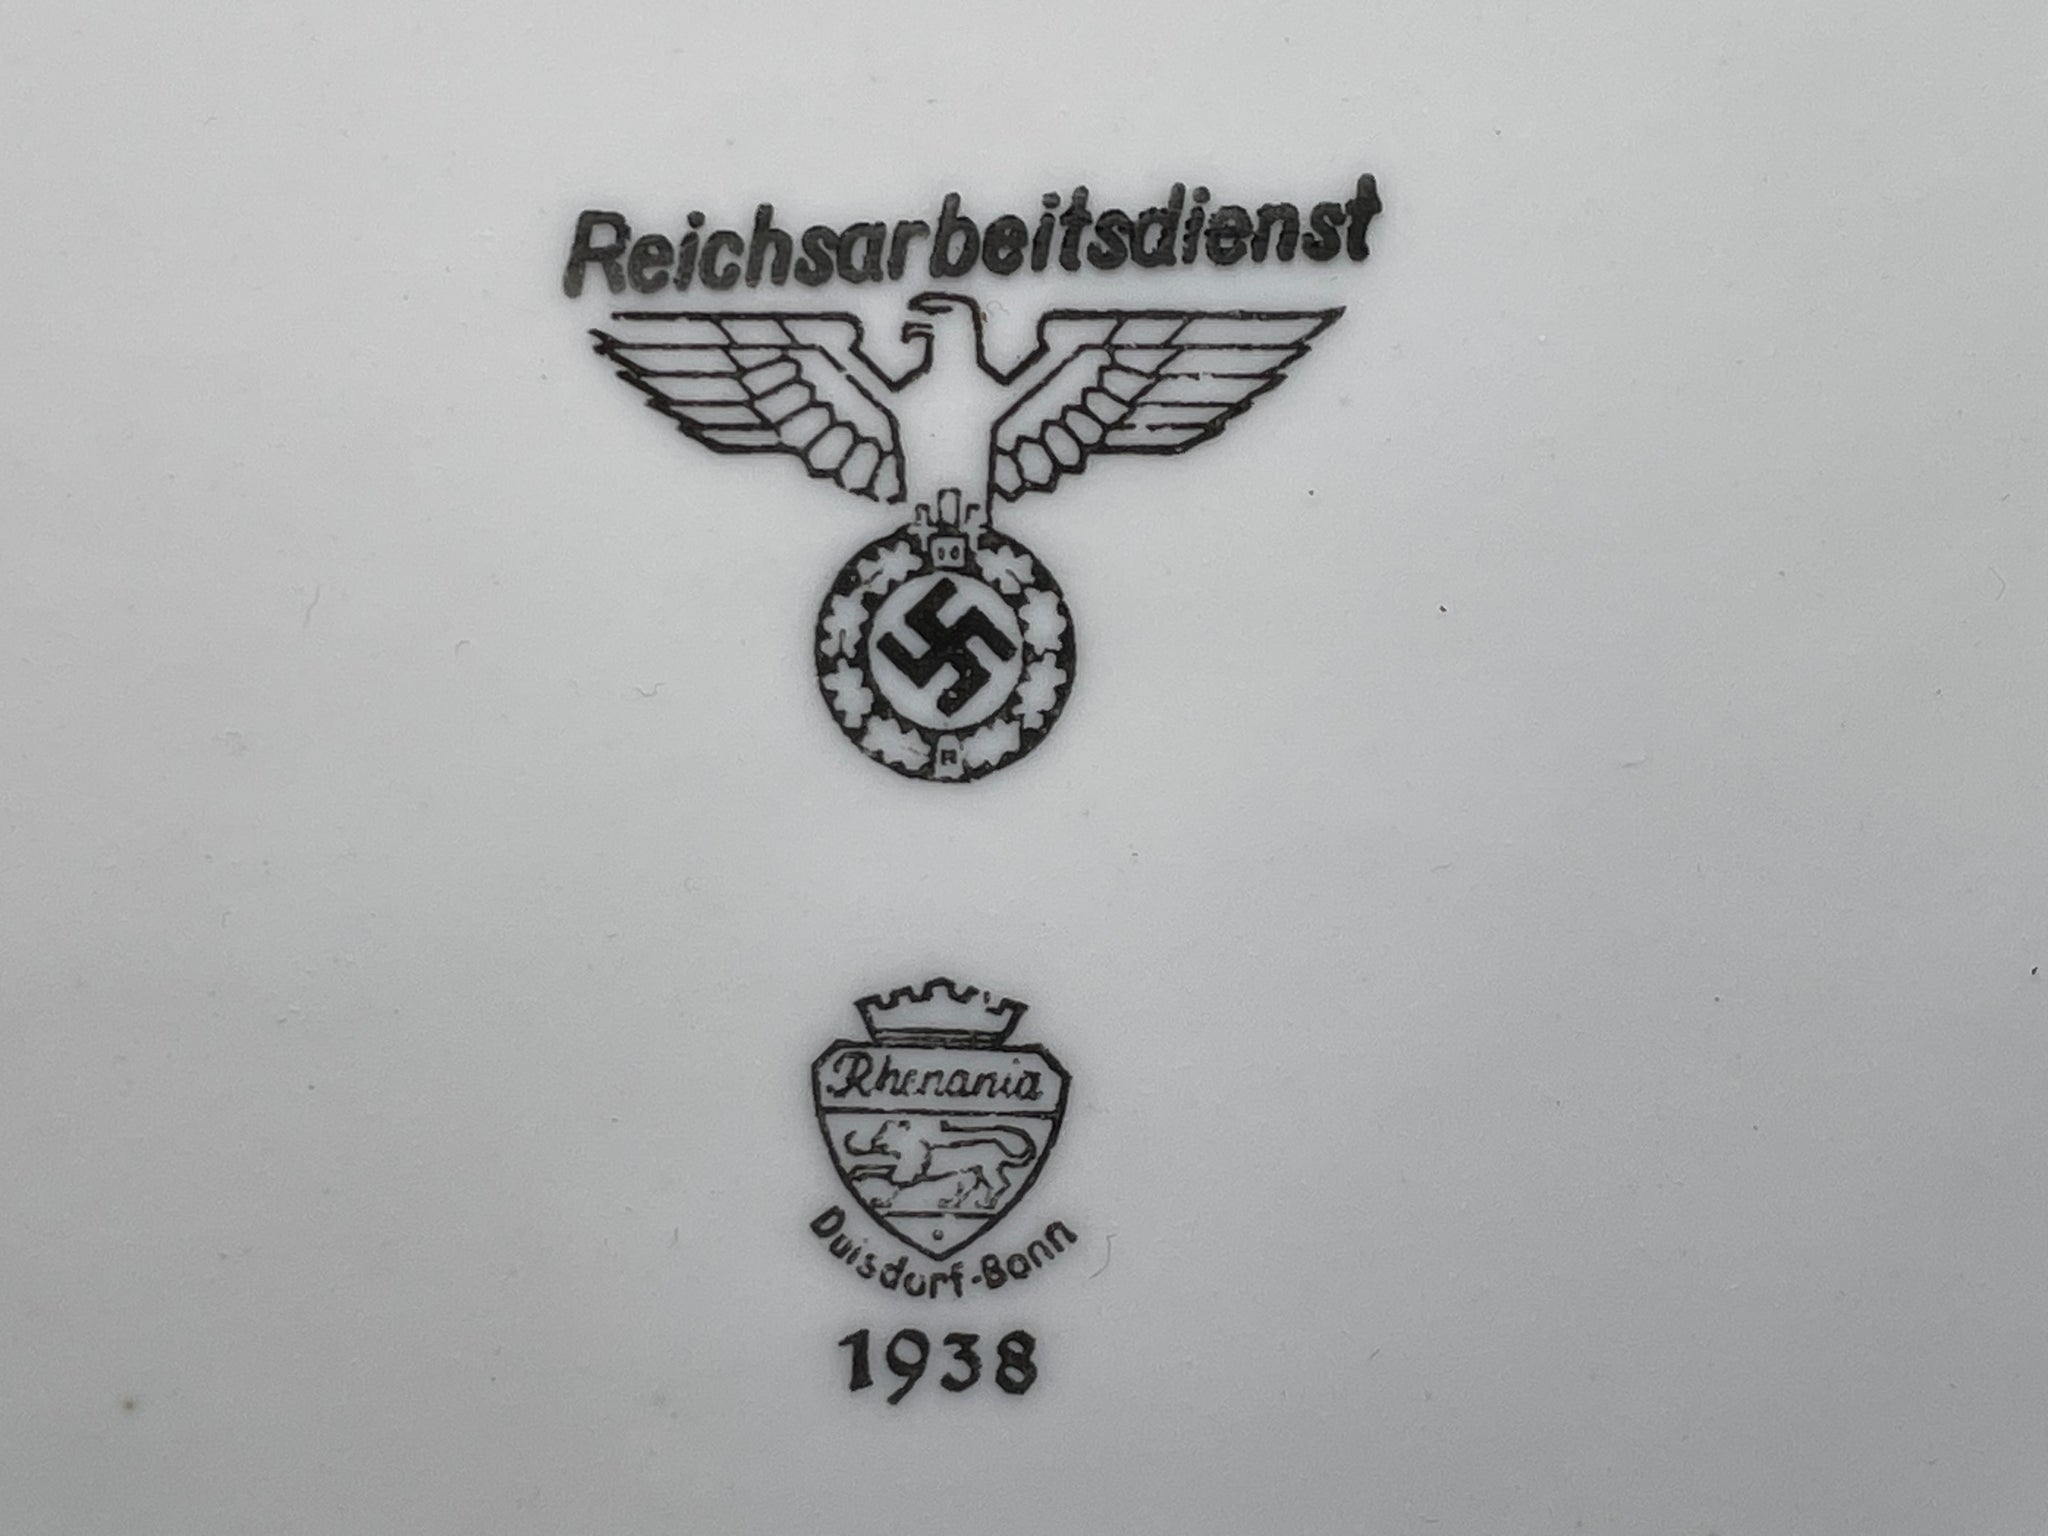 Reichsarbeitsdienst
Rhenania
Duisdorf-Bonn
1938